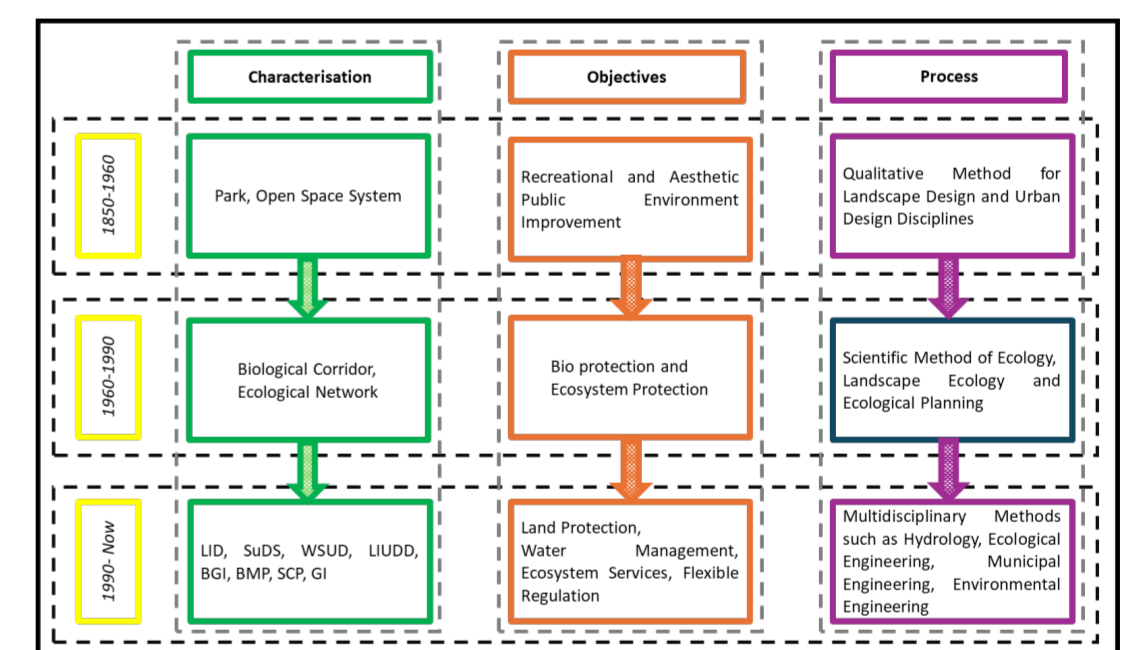 Characterisation
Objectives
Process
1850-1960
Park, Open Space System
Recreational and Aesthetic
Public Environment
Improvement
Qualitative Method for
Landscape Design and Urban
Design Disciplines
1960-1990
Biological Corridor,
Ecological Network
Bio protection and
Ecosystem Protection
Scientific Method of Ecology,
Landscape Ecology and
Ecological Planning
1990- Now
LID, SuDS, WSUD, LIUDD,
BGI, BMP, SCP, GI
Land Protection,
Water Management,
Ecosystem Services, Flexible
Regulation
Multidisciplinary Methods
such as Hydrology, Ecological
Engineering, Municipal
Engineering, Environmental
Engineering